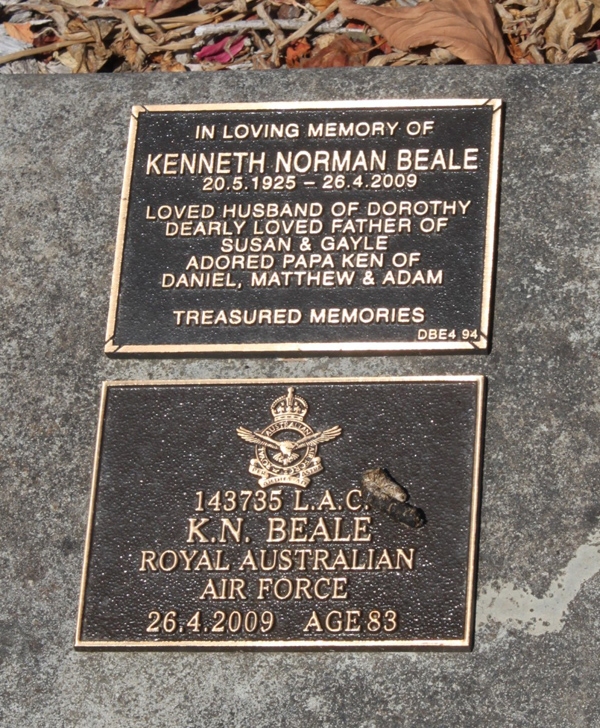 IN LOVING MEMORY OF
KENNETH NORMAN BEALE
20.5.1925 – 26.4.2009
LOVED HUSBAND OF DOROTHY
DEARLY LOVED FATHER OF
SUSAN & GAYLE
ADORED PAPA KEN OF
DANIEL, MATTHEW & ADAM
TREASURED MEMORIES
DBE4 94
AUSTRALIAN
143735 L.A.C.
K.N. BEALE
ROYAL AUSTRALIAN
AIR FORCE
26.4.2009 AGE 83